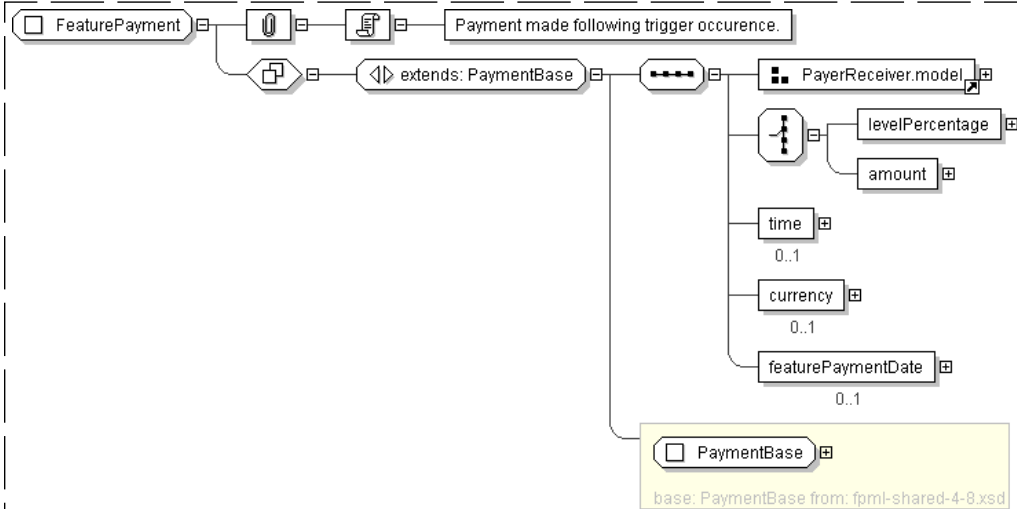 FeaturePayment
Payment made following trigger occurence.
extends: PaymentBase
PayerReceiver.model
levelPercentage
amount
time
0..1
currency
0..1
featurePaymentDate
0..1
PaymentBase
base: PaymentBase from: fpml-shared-4-8.xsd